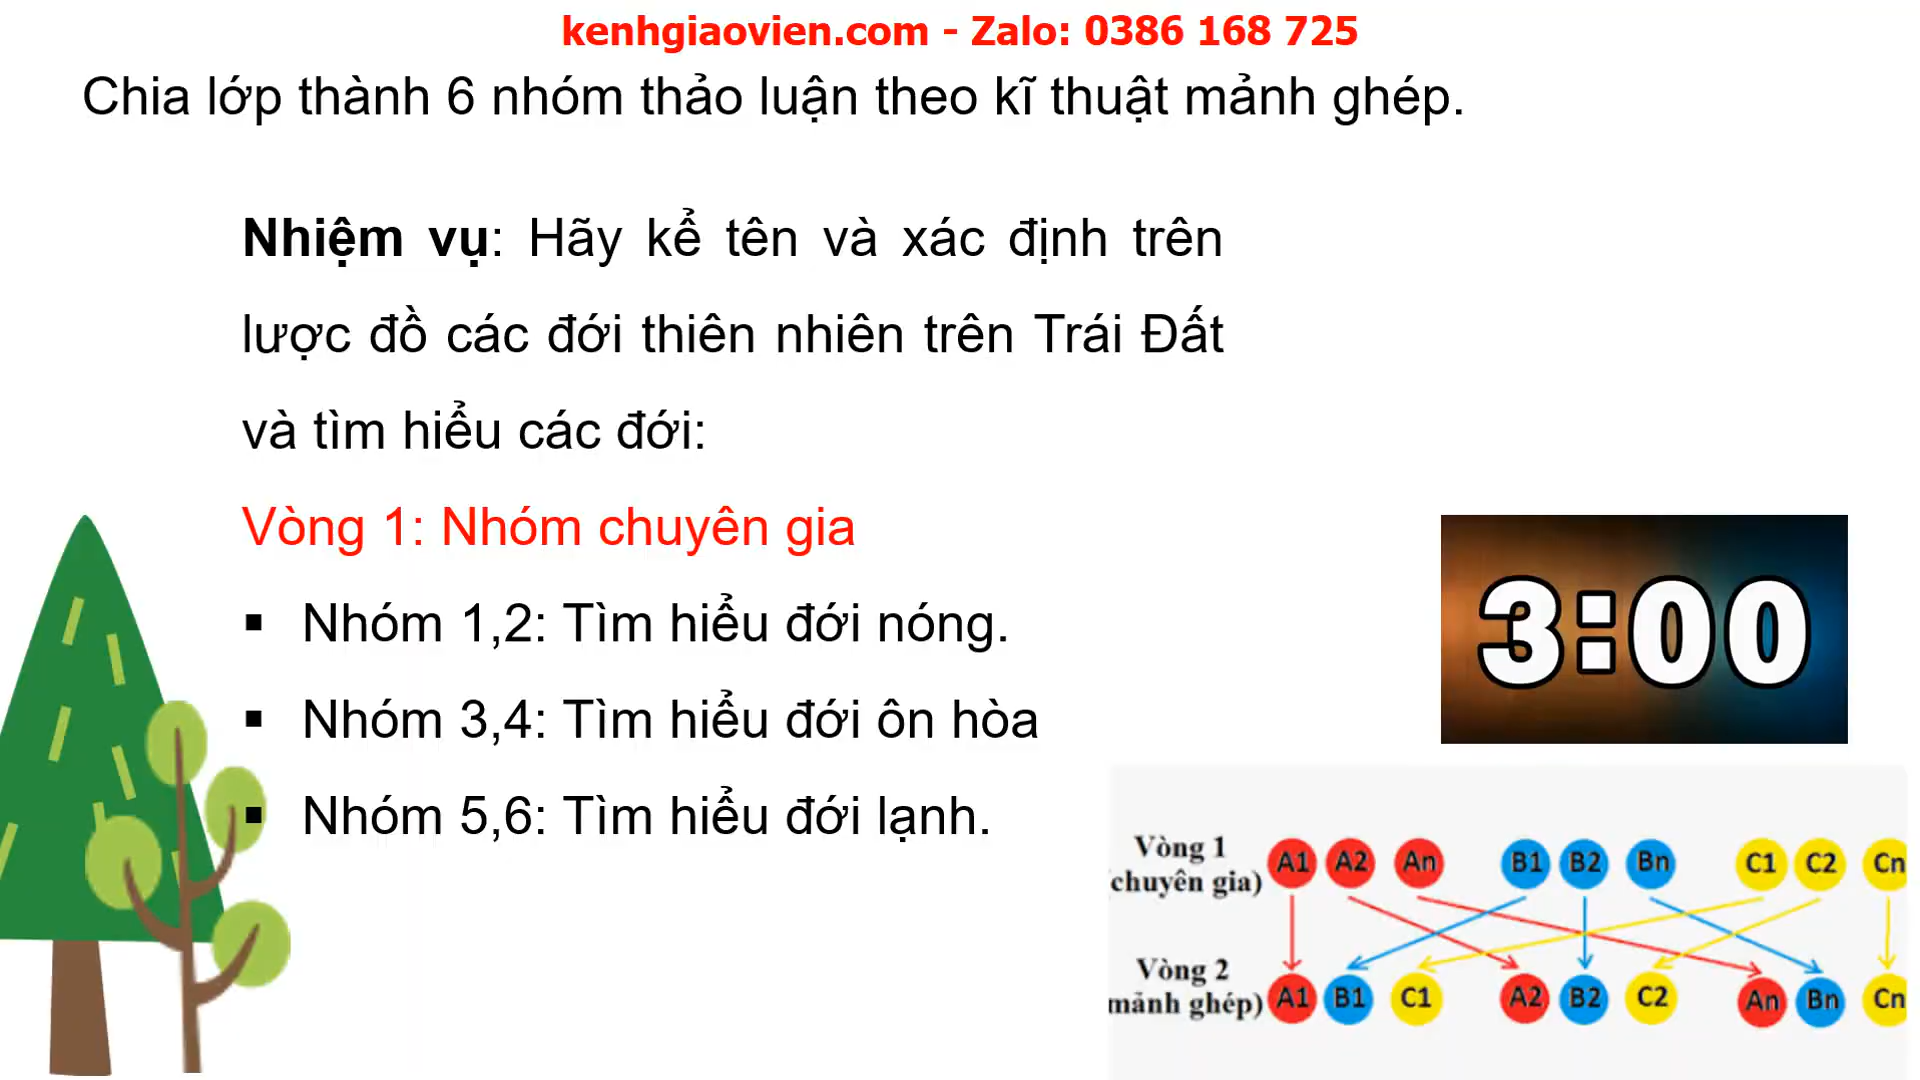 kenhgiaovien.com - Zalo: 0386 168 725
Chia lớp thành 6 nhóm thảo luận theo kĩ thuật mảnh ghép.
Nhiệm vụ: Hãy kể tên và xác định trên
lược đồ các đới thiên nhiên trên Trái Đất
và tìm hiểu các đới:
Vòng 1: Nhóm chuyên gia
▪ Nhóm 1,2: Tìm hiểu đới nóng.
▪ Nhóm 3,4: Tìm hiểu đới ôn hòa
▪ Nhóm 5,6: Tìm hiểu đới lạnh.
3:00
Vòng 1
(chuyên gia)
A1 A2 An B1 B2 Bn C1 C2 Cn
Vòng 2
mảnh ghép)
A1 B1 C1 A2 B2 C2 An Bn Cn